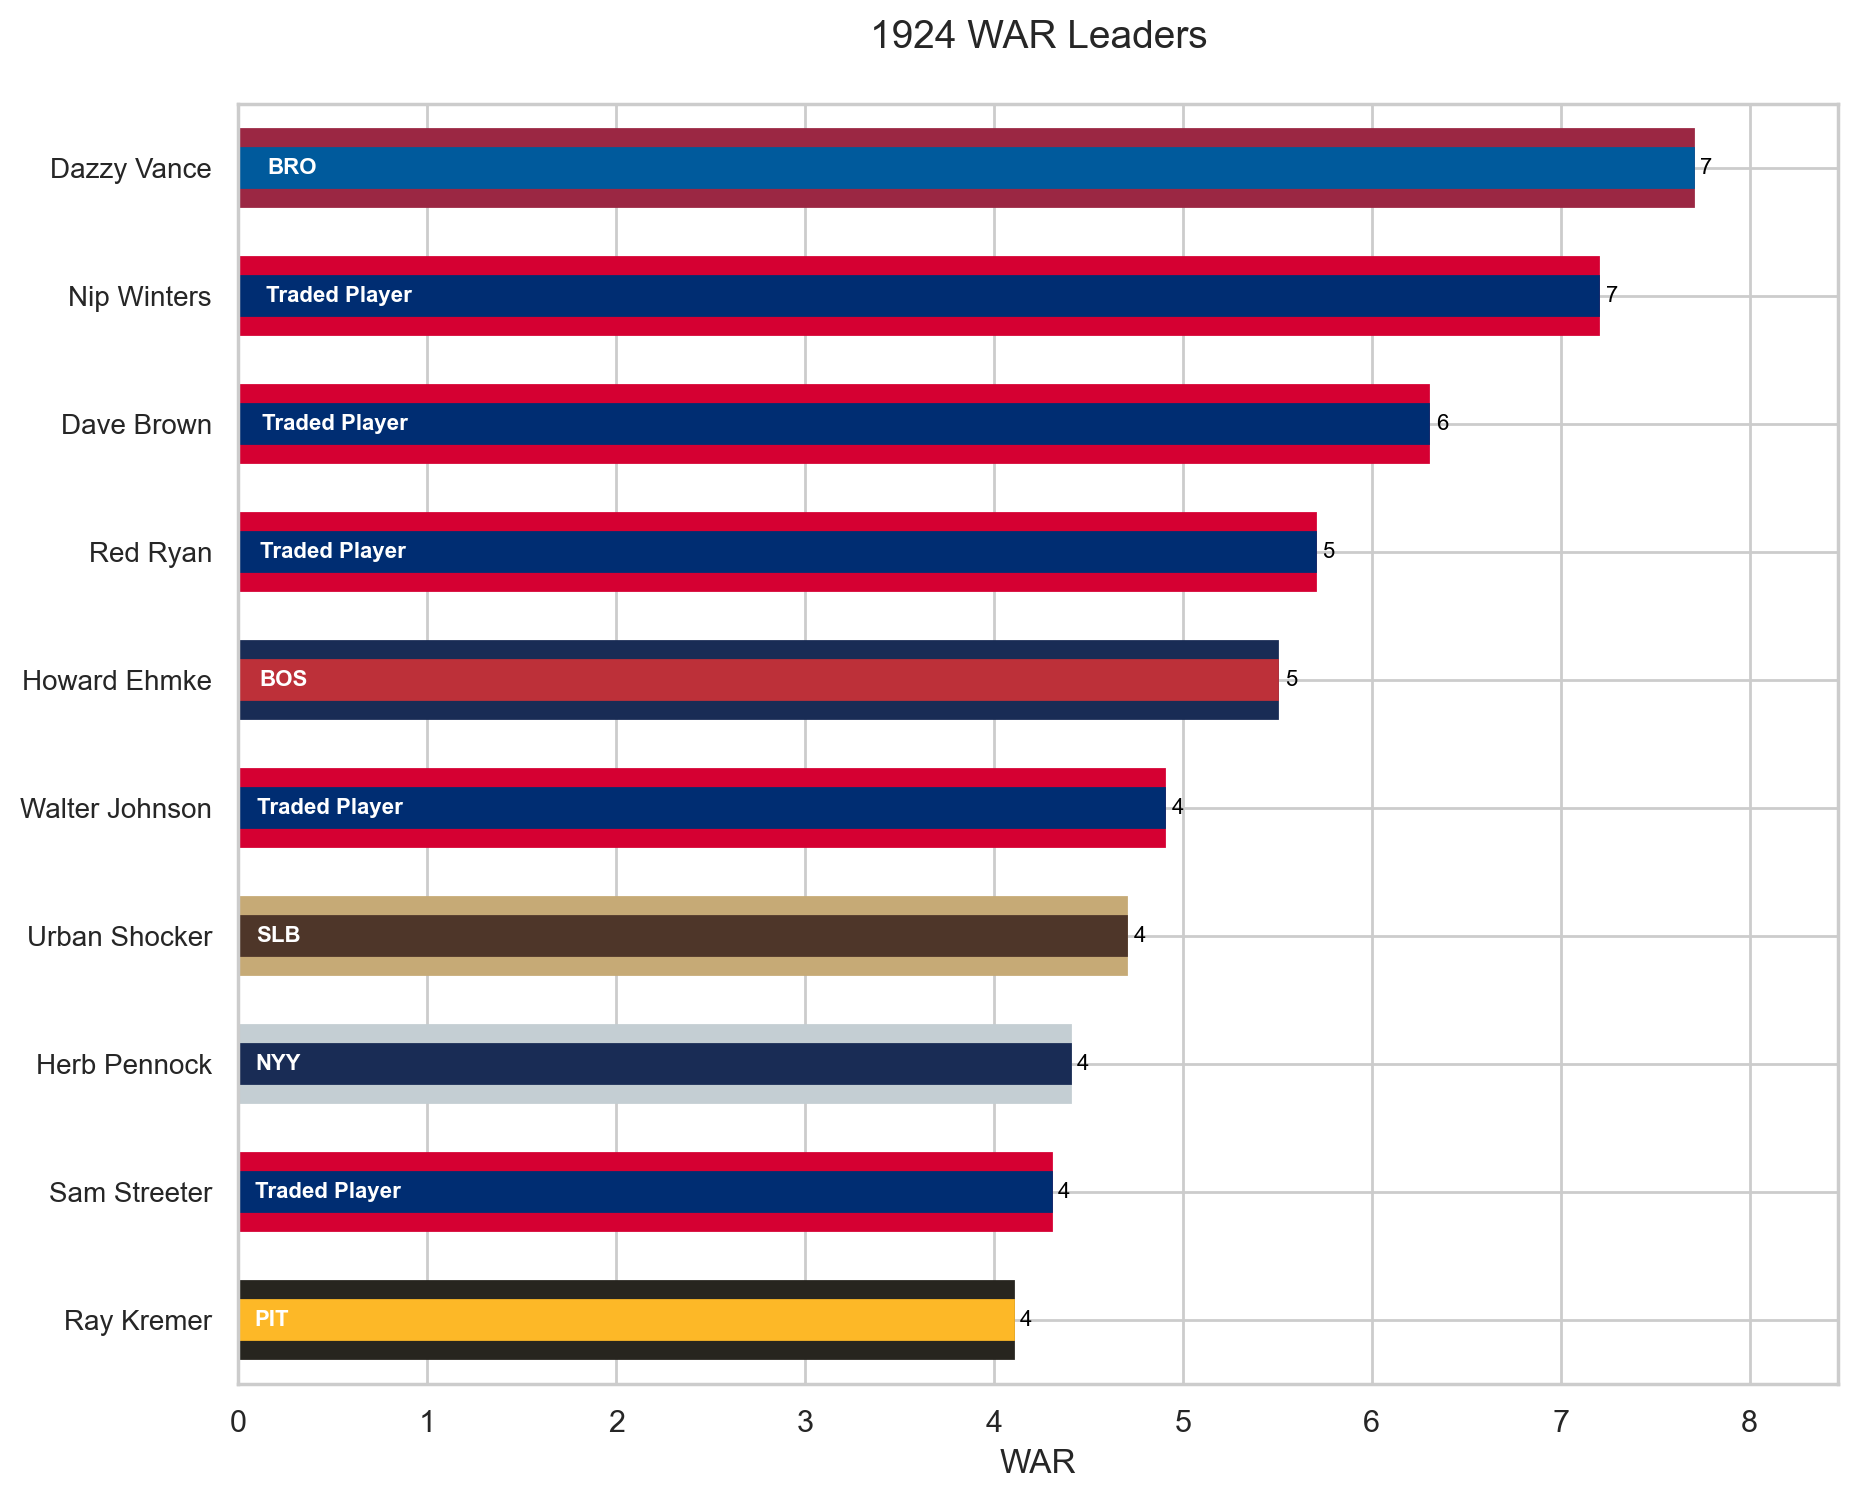 1924 WAR Leaders
Dazzy Vance
BRO
7
Nip Winters
Traded Player
7
Dave Brown
Traded Player
6
Red Ryan
Traded Player
5
Howard Ehmke
BOS
5
Walter Johnson
Traded Player
4
Urban Shocker
SLB
4
Herb Pennock
NYY
4
Sam Streeter
Traded Player
4
Ray Kremer
PIT
4
0 1 2 3 4 5 6 7 8
WAR